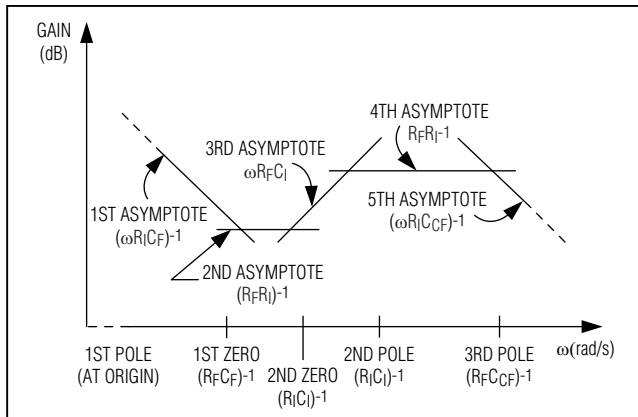 GAIN
(dB)
4TH ASYMPTOTE
RFRI-1
3RD ASYMPTOTE
ωRFCI
1ST ASYMPTOTE
(ωRICF)-1
5TH ASYMPTOTE
(ωRICCF)-1
2ND ASYMPTOTE
(RFRI)-1
1ST POLE
(AT ORIGIN)
1ST ZERO
(RFCF)-1
2ND ZERO
(RICI)-1
2ND POLE
(RICI)-1
3RD POLE
(RFCCF)-1
ω(rad/s)